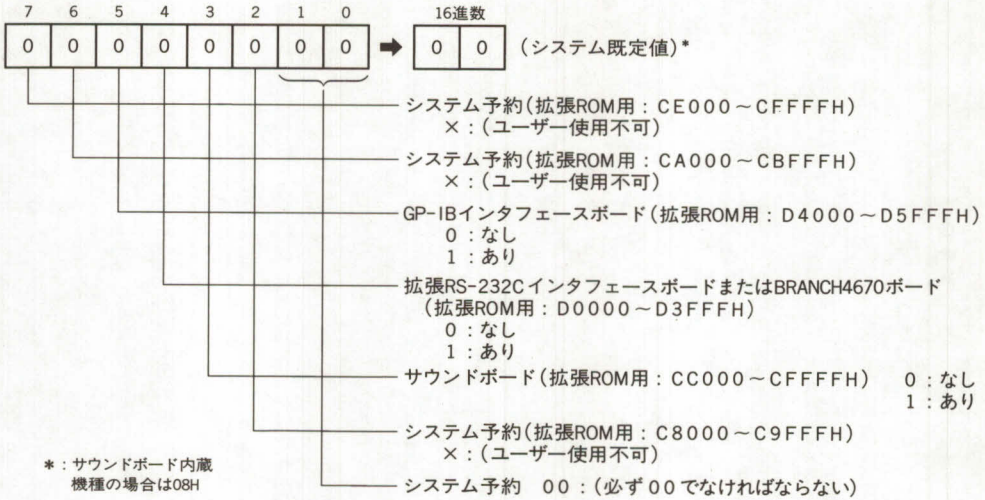 7 6 5 4 3 2 1 0 16進数
0 0 0 0 0 0 0 0 ➡ 0 0 (システム既定値)*
システム予約(拡張ROM用:CE000～CFFFFH)
×:(ユーザー使用不可)
システム予約(拡張ROM用:CA000～CBFFFH)
×:(ユーザー使用不可)
GP-IBインタフェースボード(拡張ROM用:D4000～D5FFFH)
0:なし
1:あり
拡張RS-232CインタフェースボードまたはBRANCH4670ボード
(拡張ROM用:D0000～D3FFFH)
0:なし
1:あり
サウンドボード(拡張ROM用:CC000～CFFFFH) 0:なし
1:あり
システム予約(拡張ROM用:C8000～C9FFFH)
×:(ユーザー使用不可)
システム予約 00:(必ず00でなければならない)
*:サウンドボード内蔵
機種の場合は08H